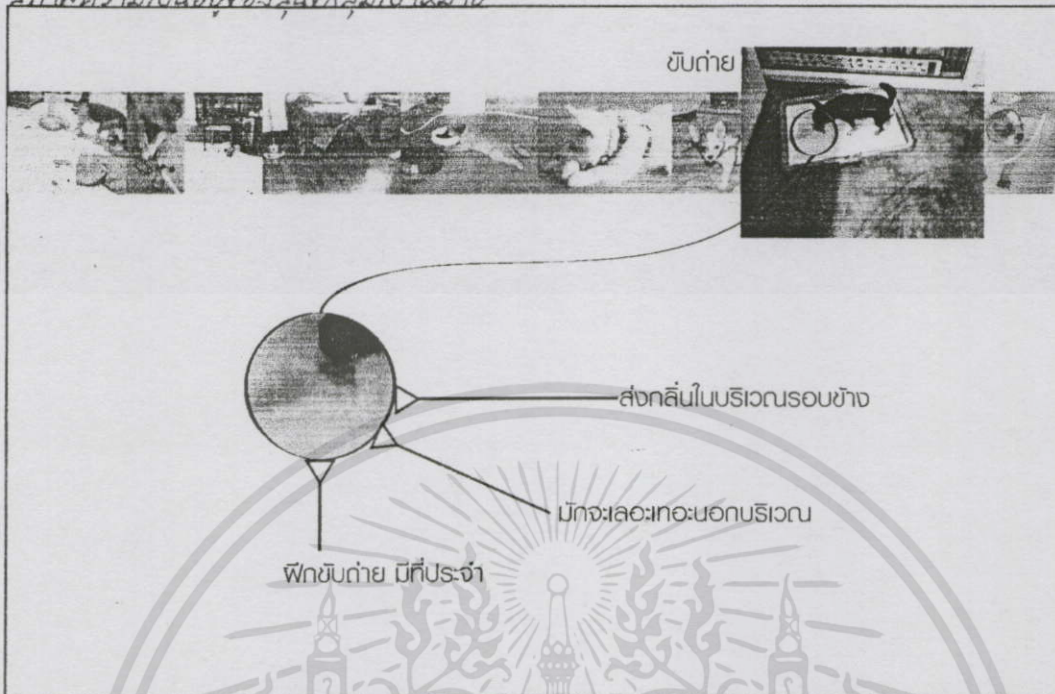 ขับถ่าย
ส่งกลิ่นในบริเวณรอบข้าง
มักจะเลอะเทอะนอกบริเวณ
ฝึกขับถ่าย มีที่ประจำ